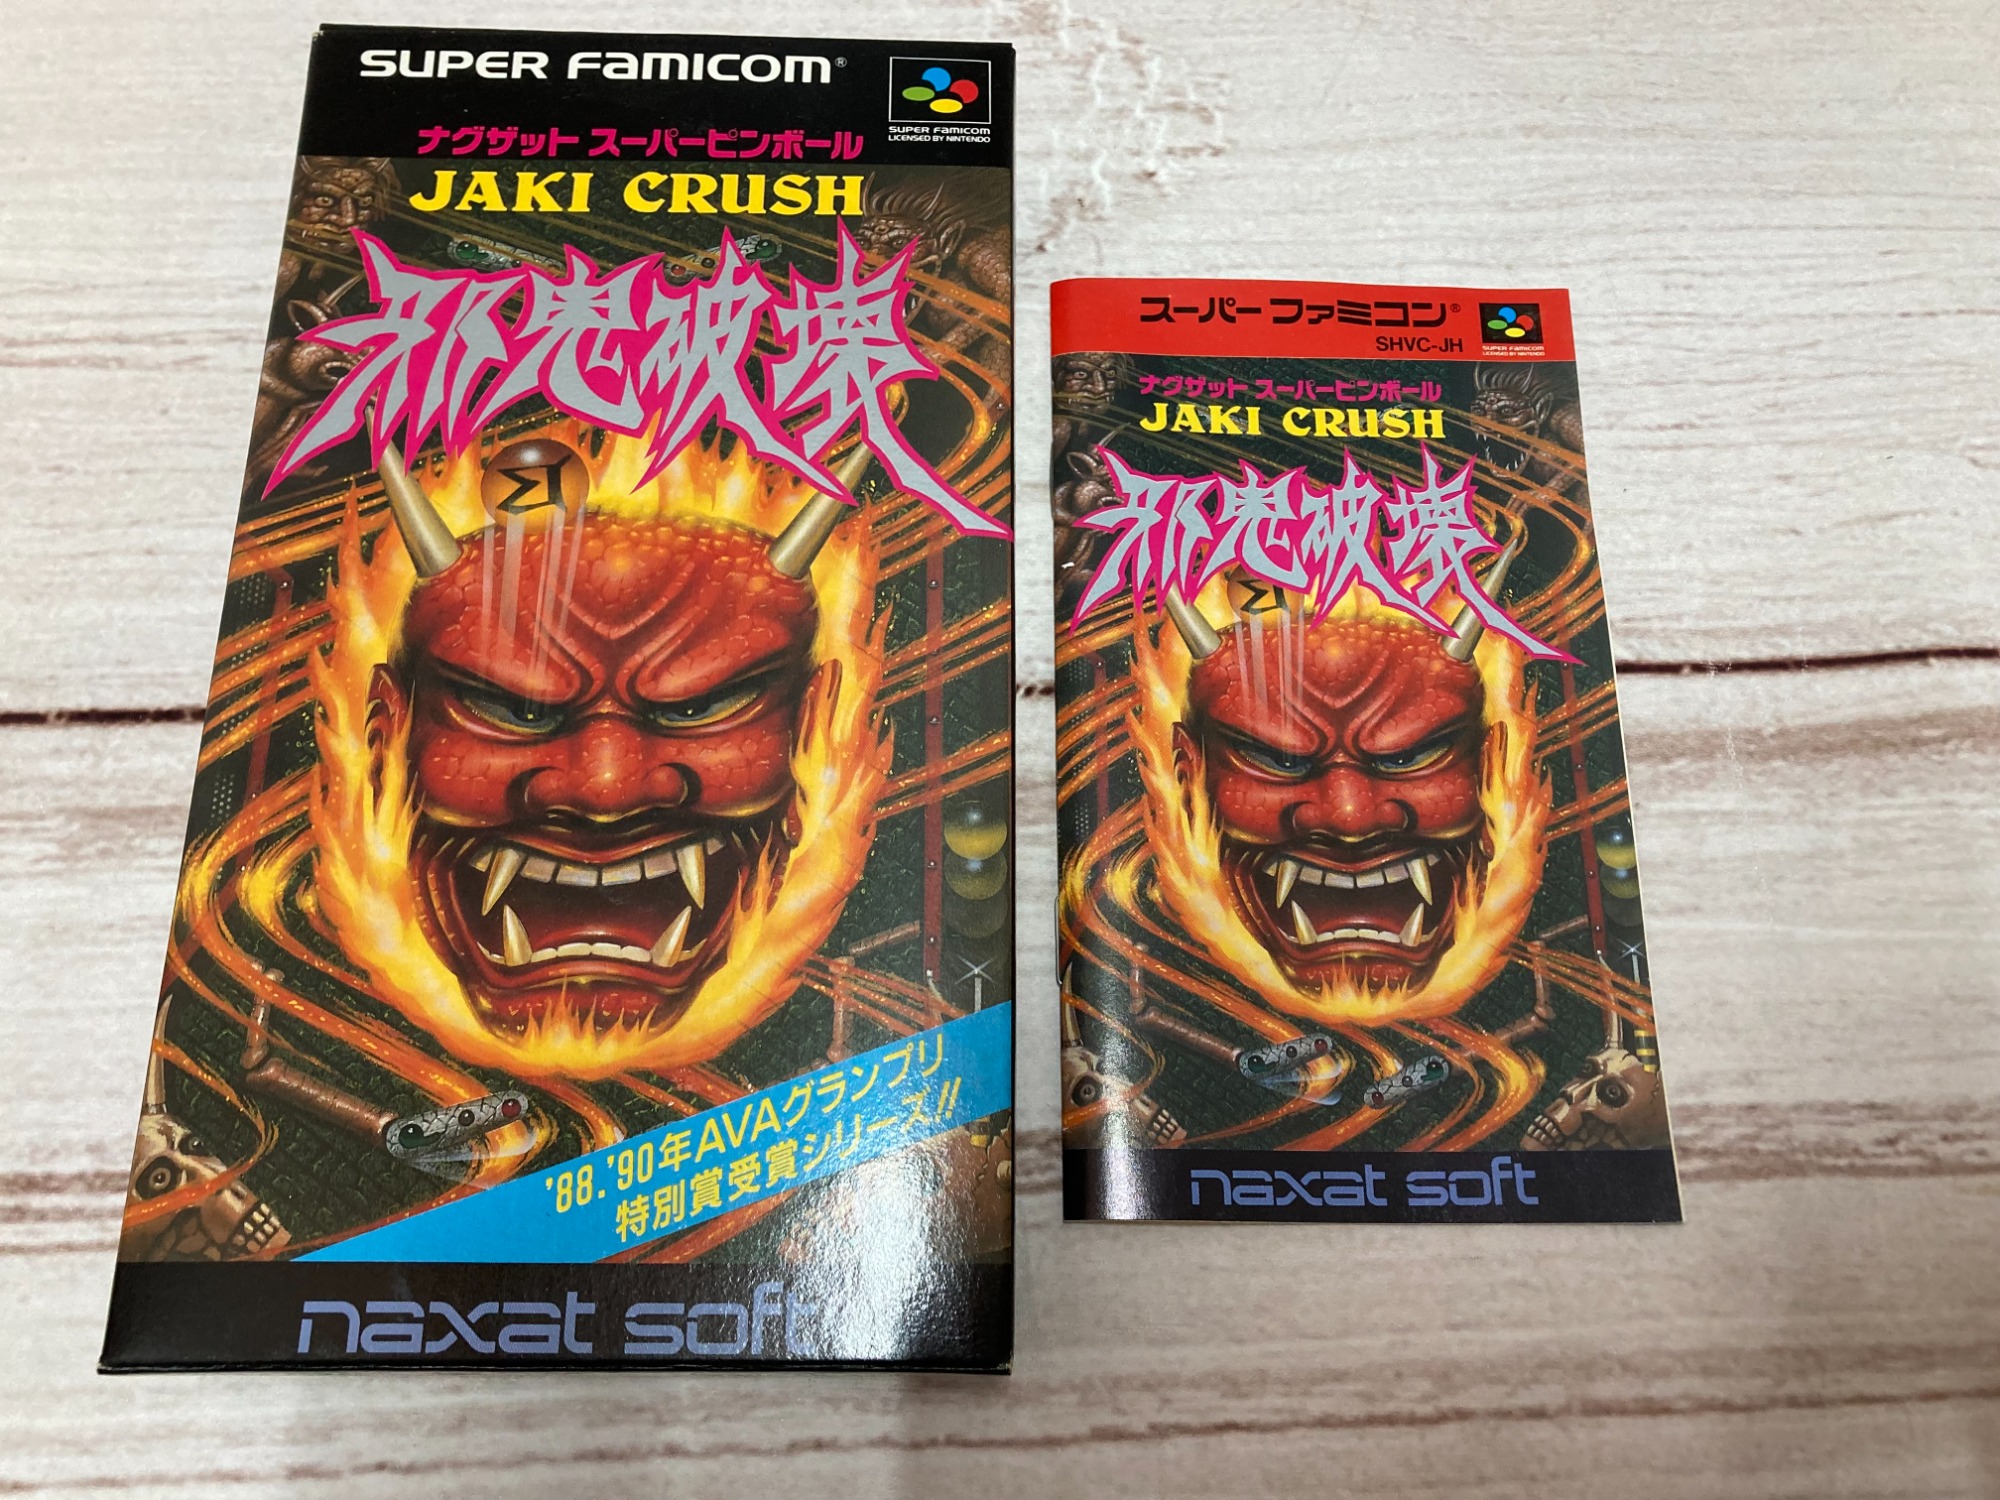 SUPER FAMICOM®
SUPER FAMICOM
LICENSED BY NINTENDO
ナグザット スーパーピンボール
JAKI CRUSH
邪鬼破壊
'88.'90年AVAグランプリ
特別賞受賞シリーズ!!
naxat soft
スーパーファミコン®
SHVC-JH
SUPER FAMICOM
LICENSED BY NINTENDO
ナグザット スーパーピンボール
JAKI CRUSH
邪鬼破壊
naxat soft